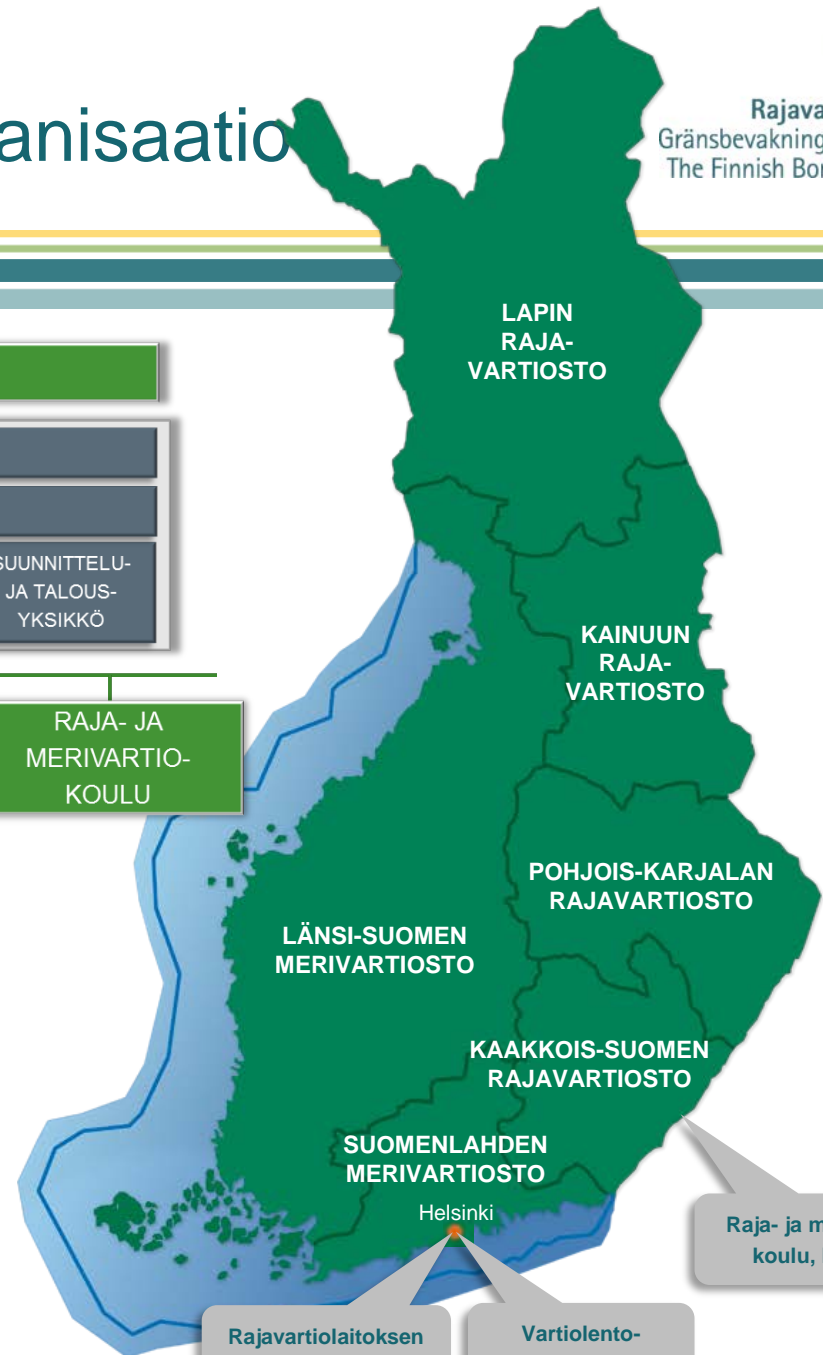 anisaatio
Rajava
Gränsbevakning
The Finnish Bor
LAPIN
RAJA-
VARTIOSTO
SUUNNITTELU-
JA TALOUS-
YKSIKKÖ
KAINUUN
RAJA-
VARTIOSTO
RAJA- JA
MERIVARTIO-
KOULU
POHJOIS-KARJALAN
RAJAVARTIOSTO
LÄNSI-SUOMEN
MERIVARTIOSTO
KAAKKOIS-SUOMEN
RAJAVARTIOSTO
SUOMENLAHDEN
MERIVARTIOSTO
Helsinki
Raja- ja m
koulu,
Rajavartiolaitoksen
Vartiolento-